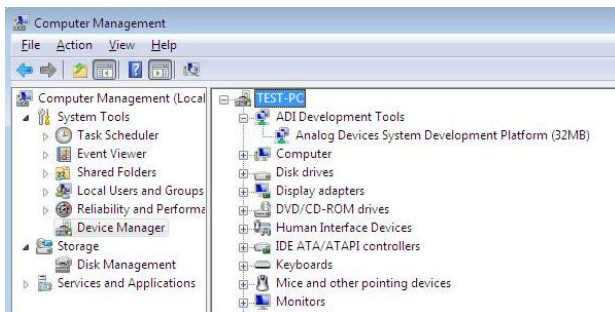 Computer Management
File Action View Help
Computer Management (Local
System Tools
Task Scheduler
Event Viewer
Shared Folders
Local Users and Groups
Reliability and Performa
Device Manager
Storage
Disk Management
Services and Applications
TEST-PC
ADI Development Tools
Analog Devices System Development Platform (32MB)
Computer
Disk drives
Display adapters
DVD/CD-ROM drives
Human Interface Devices
IDE ATA/ATAPI controllers
Keyboards
Mice and other pointing devices
Monitors